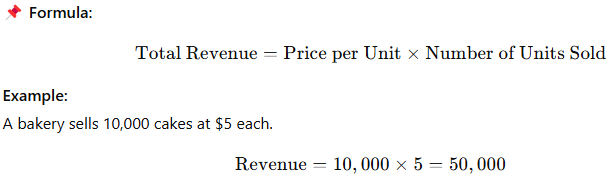 📌 Formula:
Total Revenue = Price per Unit × Number of Units Sold
Example:
A bakery sells 10,000 cakes at $5 each.
Revenue = 10, 000 × 5 = 50, 000